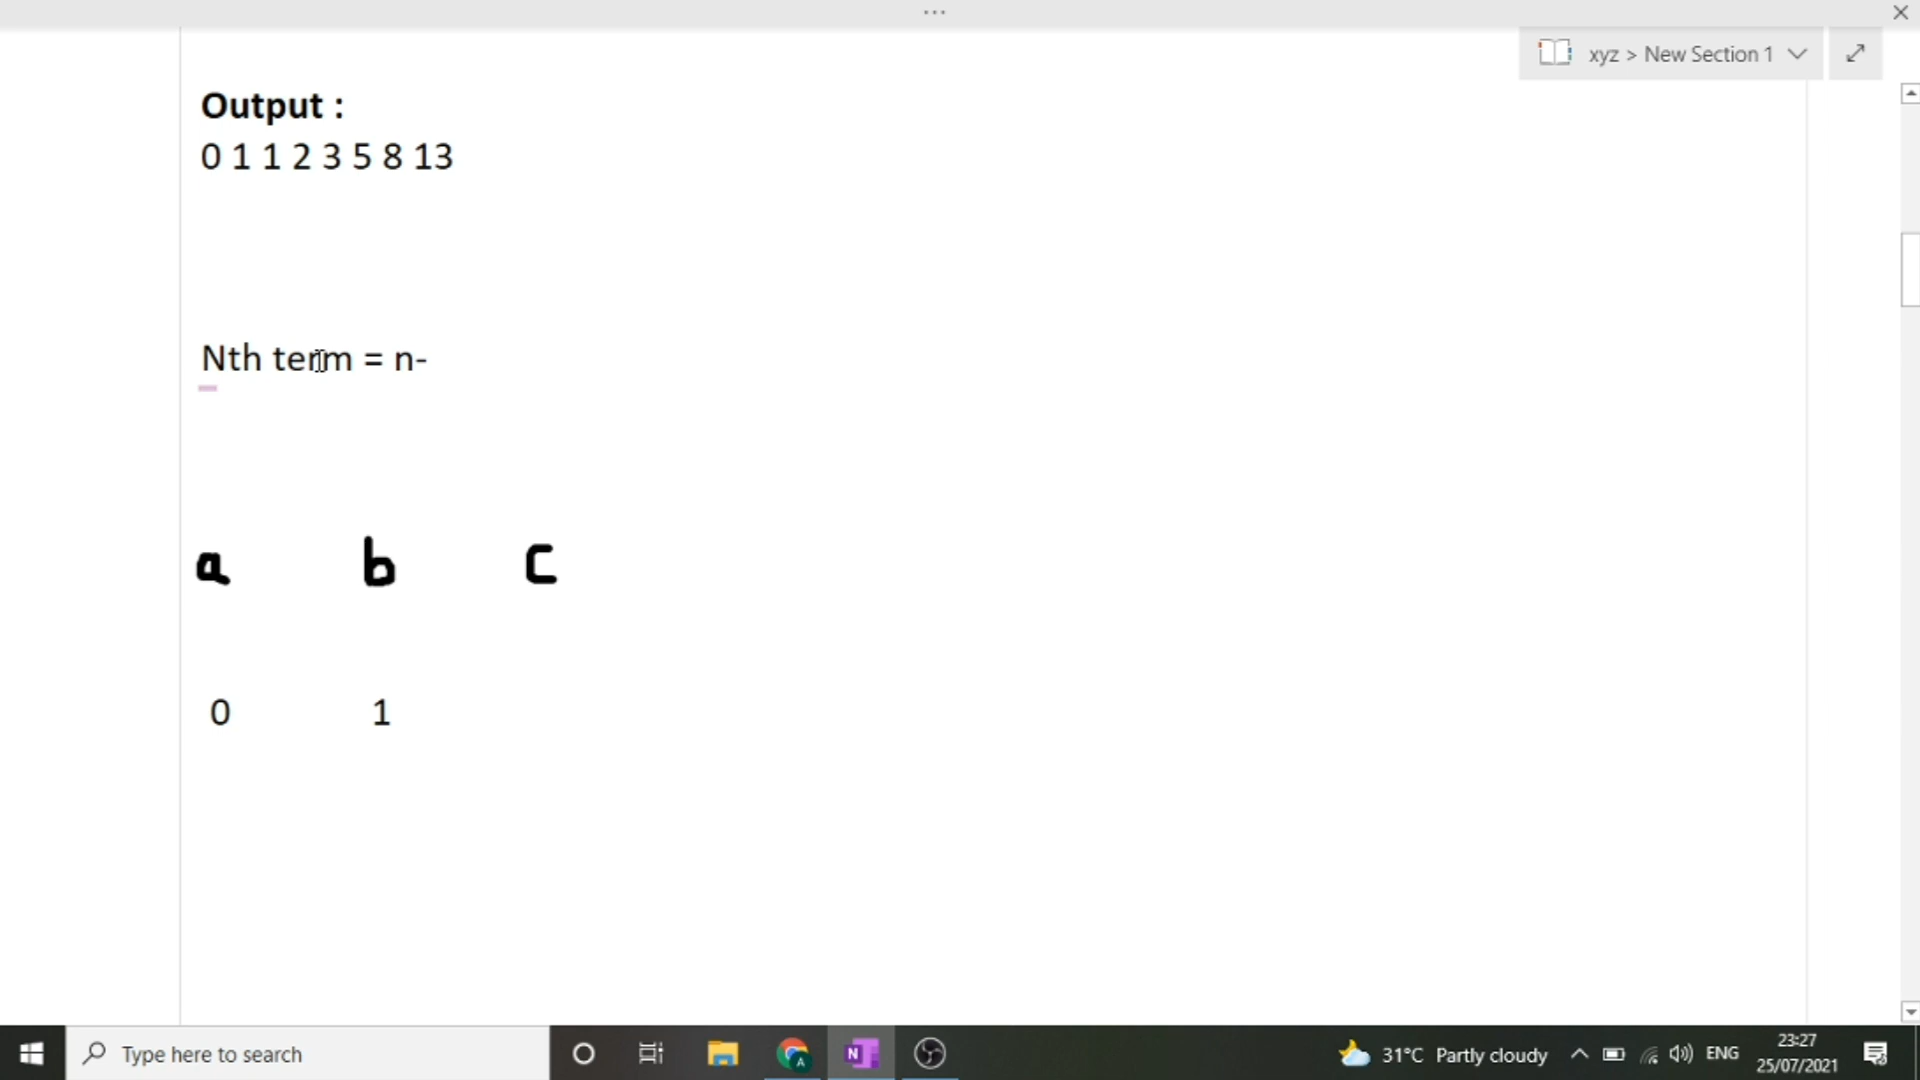 xyz > New Section 1
Output :
0 1 1 2 3 5 8 13
Nth term = n-
a b c
0 1
Type here to search
31°C Partly cloudy
ENG
23:27
25/07/2021